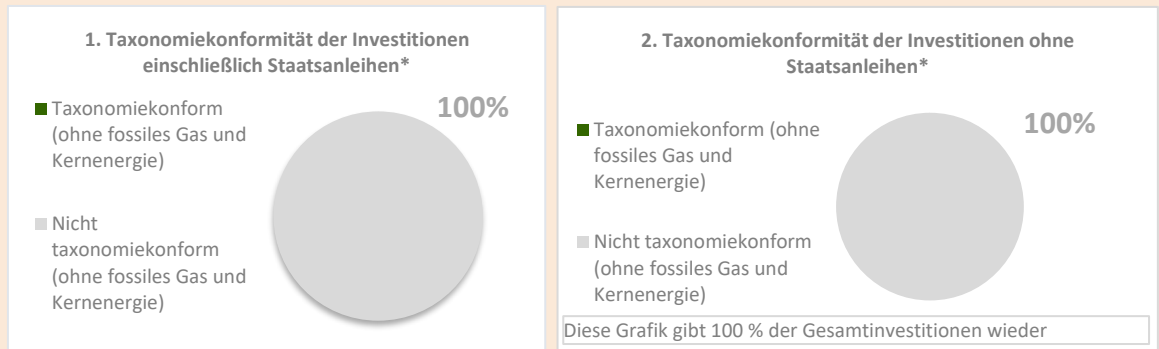 1. Taxonomiekonformität der Investitionen
einschließlich Staatsanleihen*
Taxonomiekonform
(ohne fossiles Gas und
Kernenergie)
Nicht
taxonomiekonform
(ohne fossiles Gas und
Kernenergie)
100%
2. Taxonomiekonformität der Investitionen ohne
Staatsanleihen*
Taxonomiekonform (ohne
fossiles Gas und
Kernenergie)
Nicht taxonomiekonform
(ohne fossiles Gas und
Kernenergie)
100%
Diese Grafik gibt 100 % der Gesamtinvestitionen wieder